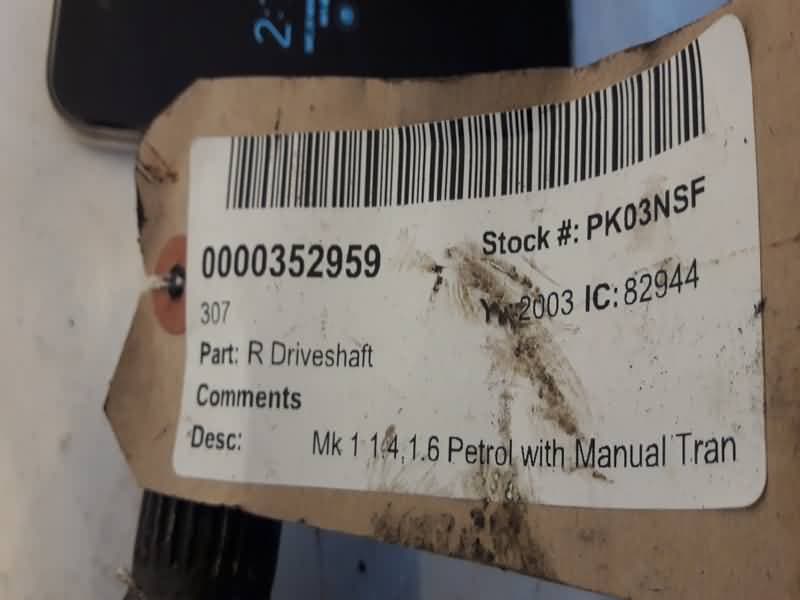 2:
0000352959
Stock #: PK03NSF
307
2003 IC: 82944
Part: R Driveshaft
Comments
Desc: Mk 1 1.4,1.6 Petrol with Manual Tran